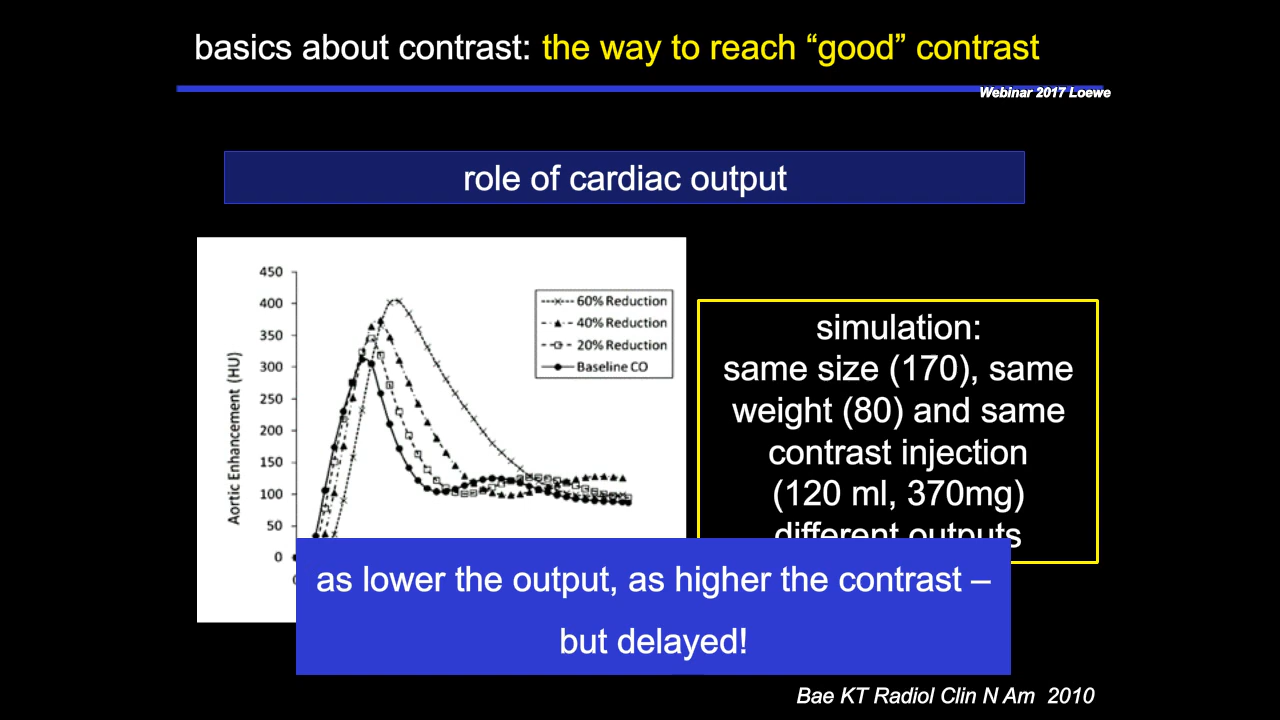 basics about contrast: the way to reach “good” contrast
Webinar 2017 Loewe
role of cardiac output
450
400
350
300
250
200
150
100
50
0
Aortic Enhancement (HU)
60% Reduction
40% Reduction
20% Reduction
Baseline CO
simulation:
same size (170), same
weight (80) and same
contrast injection
(120 ml, 370mg)
different outputs
as lower the output, as higher the contrast –
but delayed!
Bae KT Radiol Clin N Am 2010